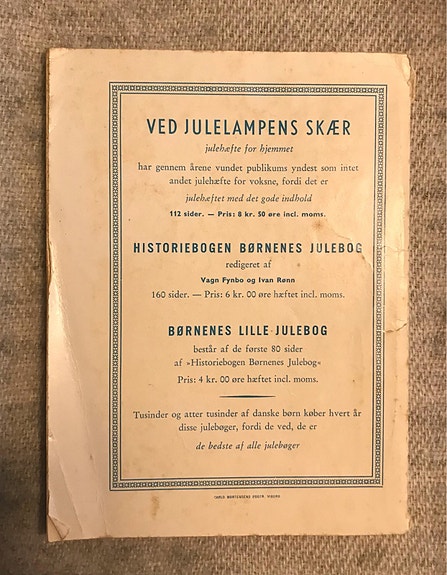 VED JULELAMPENS SKÆR
julehæfte for hjemmet
har gennem årene vundet publikums yndest som intet
andet julehæfte for voksne, fordi det er
julehæftet med det gode indhold
112 sider. — Pris: 8 kr. 50 øre incl. moms.
HISTORIEBOGEN BØRNENES JULEBOG
redigeret af
Vagn Fynbo og Ivan Rønn
160 sider. — Pris: 6 kr. 00 øre hæftet incl. moms.
BØRNENES LILLE JULEBOG
består af de første 80 sider
af »Historiebogen Børnenes Julebog«
Pris: 4 kr. 00 øre hæftet incl. moms.
Tusinder og atter tusinder af danske børn køber hvert år
disse julebøger, fordi de ved, de er
de bedste af alle julebøger